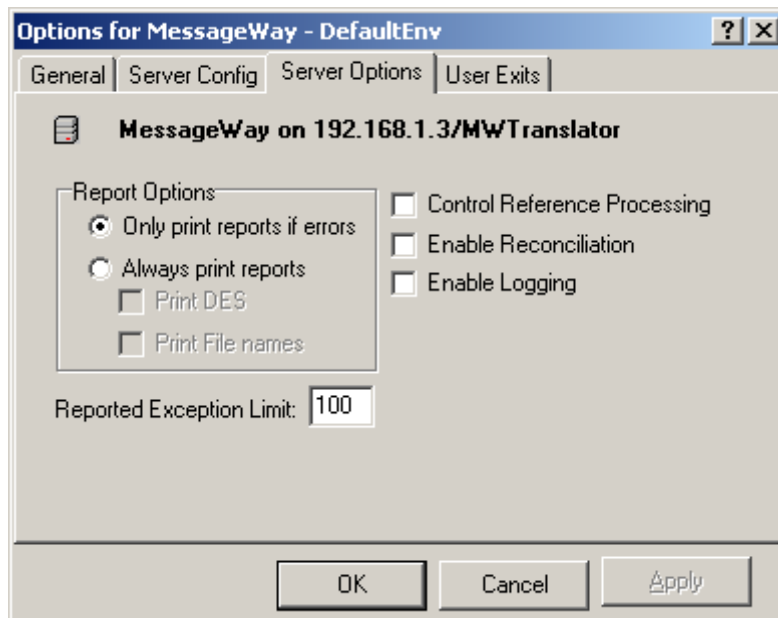 Options for MessageWay - DefaultEnv
General Server Config Server Options User Exits
MessageWay on 192.168.1.3/MWTranslator
Report Options
Only print reports if errors
Always print reports
Print DES
Print File names
Control Reference Processing
Enable Reconciliation
Enable Logging
Reported Exception Limit: 100
OK Cancel Apply